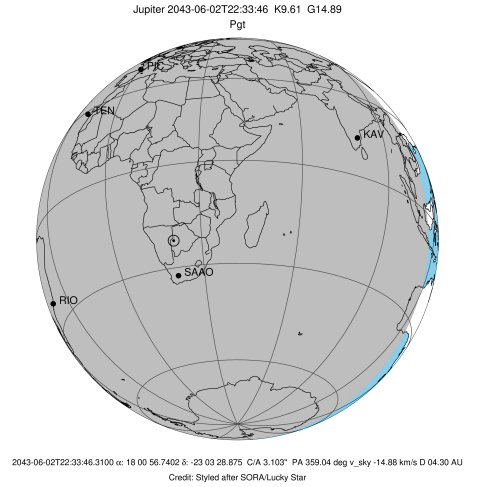 Jupiter 2043-06-02T22:33:46 K9.61 G14.89
Pgt
PIC
TEN
KAV
SAAO
RIO
2043-06-02T22:33:46.3100 α: 18 00 56.7402 δ: -23 03 28.875 C/A 3.103" PA 359.04 deg v_sky -14.88 km/s D 04.30 AU
Credit: Styled after SORA/Lucky Star